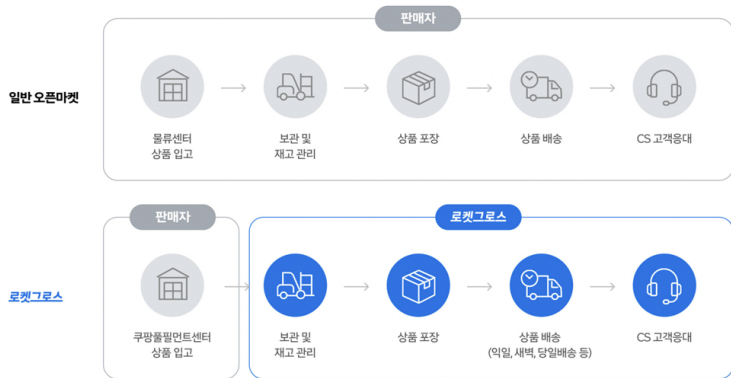 판매자
일반 오픈마켓
물류센터
상품 입고
보관 및
재고 관리
상품 포장
상품 배송
CS 고객응대
판매자
로켓그로스
로켓그로스
쿠팡풀필먼트센터
상품 입고
보관 및
재고 관리
상품 포장
상품 배송
(익일, 새벽, 당일배송 등)
CS 고객응대